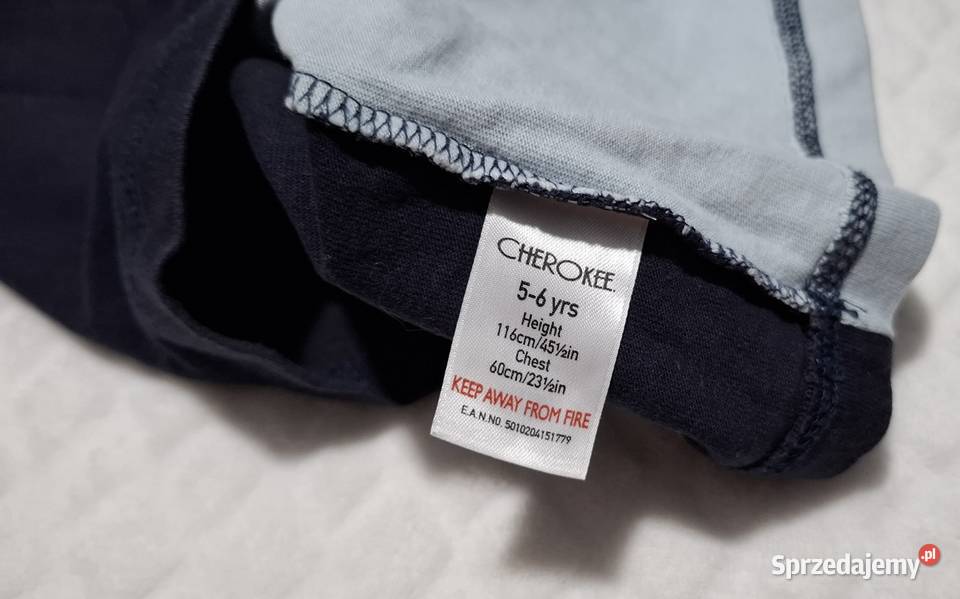 CHEROKEE.
5-6 yrs
Height
116cm/45½in
Chest
60cm/23½in
KEEP AWAY FROM FIRE
E.A.N.NO. 5010204151779
Sprzedajemy.pl